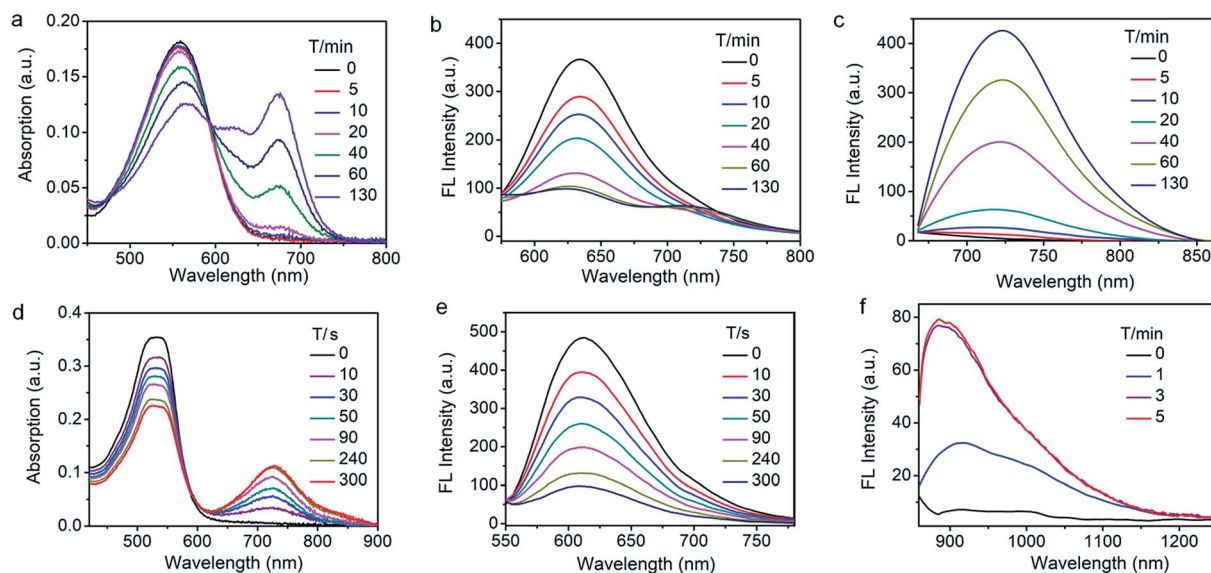 a
0.20
0.15
0.10
0.05
0.00
Absorption (a.u.)
500 600 700 800
Wavelength (nm)
T/min
0
5
10
20
40
60
130
b
400
300
200
100
0
FL Intensity (a.u.)
600 650 700 750 800
Wavelength (nm)
T/min
0
5
10
20
40
60
130
c
400
300
200
100
0
FL Intensity (a.u.)
700 750 800 850
Wavelength (nm)
T/min
0
5
10
20
40
60
130
d
0.4
0.3
0.2
0.1
0.0
Absorption (a.u.)
500 600 700 800 900
Wavelength (nm)
T/s
0
10
30
50
90
240
300
e
500
400
300
200
100
0
FL Intensity (a.u.)
550 600 650 700 750
Wavelength (nm)
T/s
0
10
30
50
90
240
300
f
80
60
40
20
FL Intensity (a.u.)
900 1000 1100 1200
Wavelength (nm)
T/min
0
1
3
5